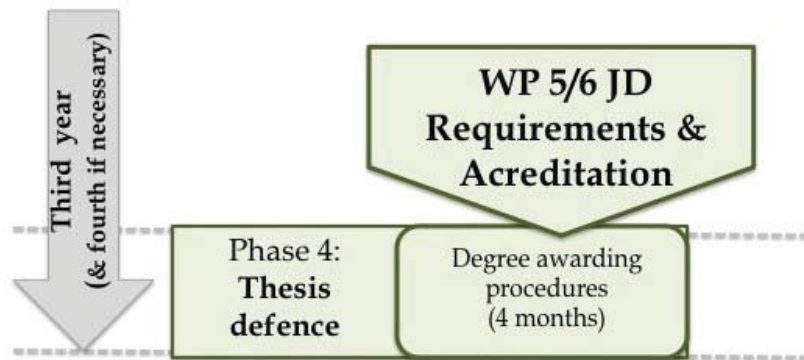 Third year
(& fourth if necessary)
WP 5/6 JD
Requirements &
Acreditation
Phase 4:
Thesis
defence
Degree awarding
procedures
(4 months)